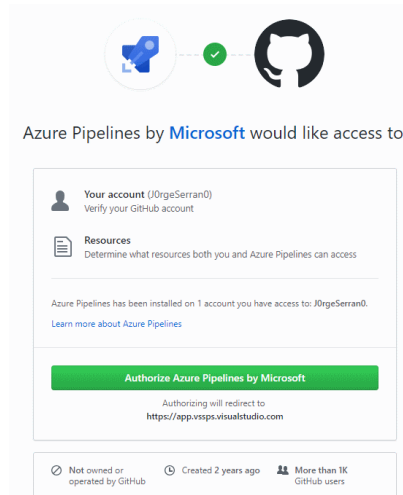 Azure Pipelines by Microsoft would like access to
Your account (J0rgeSerran0)
Verify your GitHub account
Resources
Determine what resources both you and Azure Pipelines can access
Azure Pipelines has been installed on 1 account you have access to: J0rgeSerran0.
Learn more about Azure Pipelines
Authorize Azure Pipelines by Microsoft
Authorizing will redirect to
https://app.vssps.visualstudio.com
Not owned or
operated by GitHub
Created 2 years ago
More than 1K
GitHub users